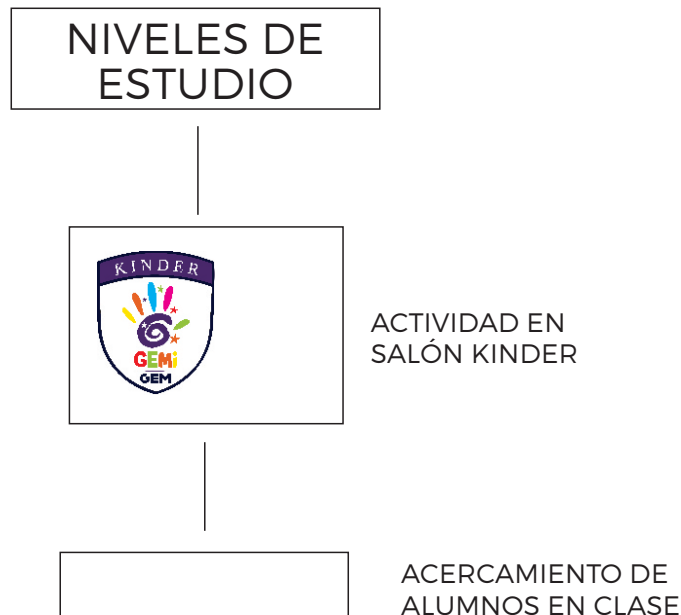 NIVELES DE
ESTUDIO
KINDER
GEMi
GEM
ACTIVIDAD EN
SALÓN KINDER
ACERCAMIENTO DE
ALUMNOS EN CLASE